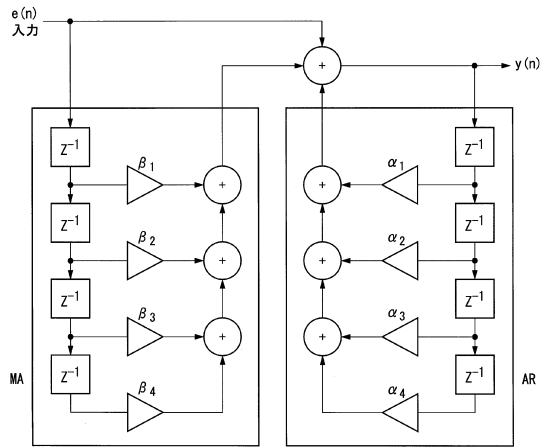 e(n)
入力
y(n)
Z⁻¹
β₁
α₁
Z⁻¹
+
+
+
Z⁻¹
β₂
α₂
Z⁻¹
+
+
Z⁻¹
β₃
α₃
Z⁻¹
+
+
MA
Z⁻¹
β₄
α₄
Z⁻¹
AR